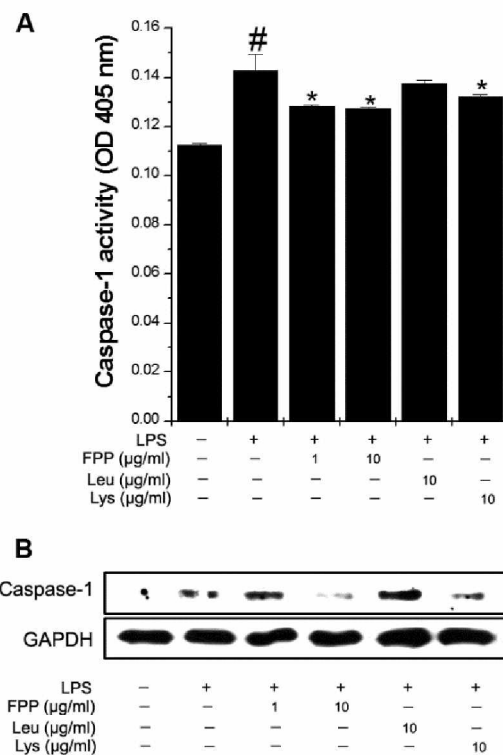 A
Caspase-1 activity (OD 405 nm)
0.16
0.14
0.12
0.10
0.08
0.06
0.04
0.02
0.00
#
* * *
LPS – + + + + +
FPP (µg/ml) – – 1 10 – –
Leu (µg/ml) – – – – 10 –
Lys (µg/ml) – – – – – 10
B
Caspase-1
GAPDH
LPS – + + + + +
FPP (µg/ml) – – 1 10 – –
Leu (µg/ml) – – – – 10 –
Lys (µg/ml) – – – – – 10